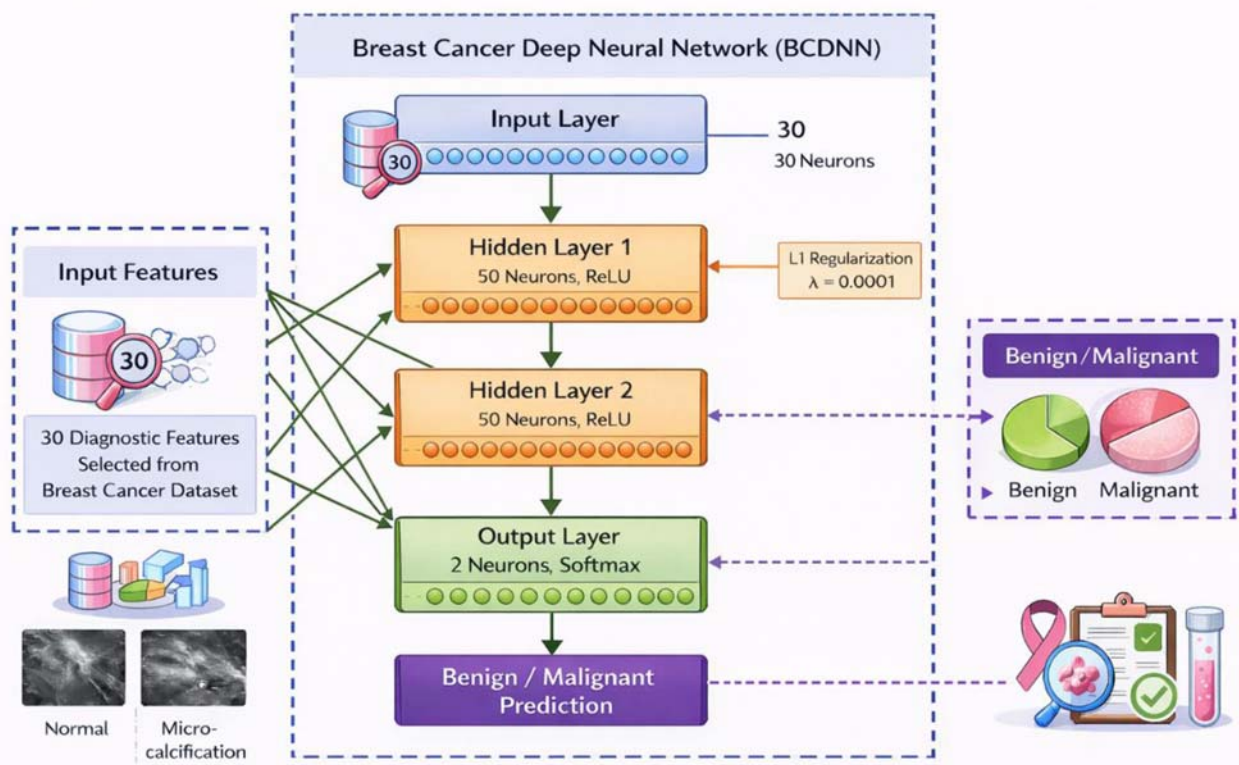 Breast Cancer Deep Neural Network (BCDNN)
Input Layer
30
30
30 Neurons
Hidden Layer 1
50 Neurons, ReLU
L1 Regularization
λ = 0.0001
Input Features
30
30 Diagnostic Features
Selected from
Breast Cancer Dataset
Hidden Layer 2
50 Neurons, ReLU
Benign/Malignant
Benign
Malignant
Output Layer
2 Neurons, Softmax
Benign / Malignant
Prediction
Normal
Micro-
calcification